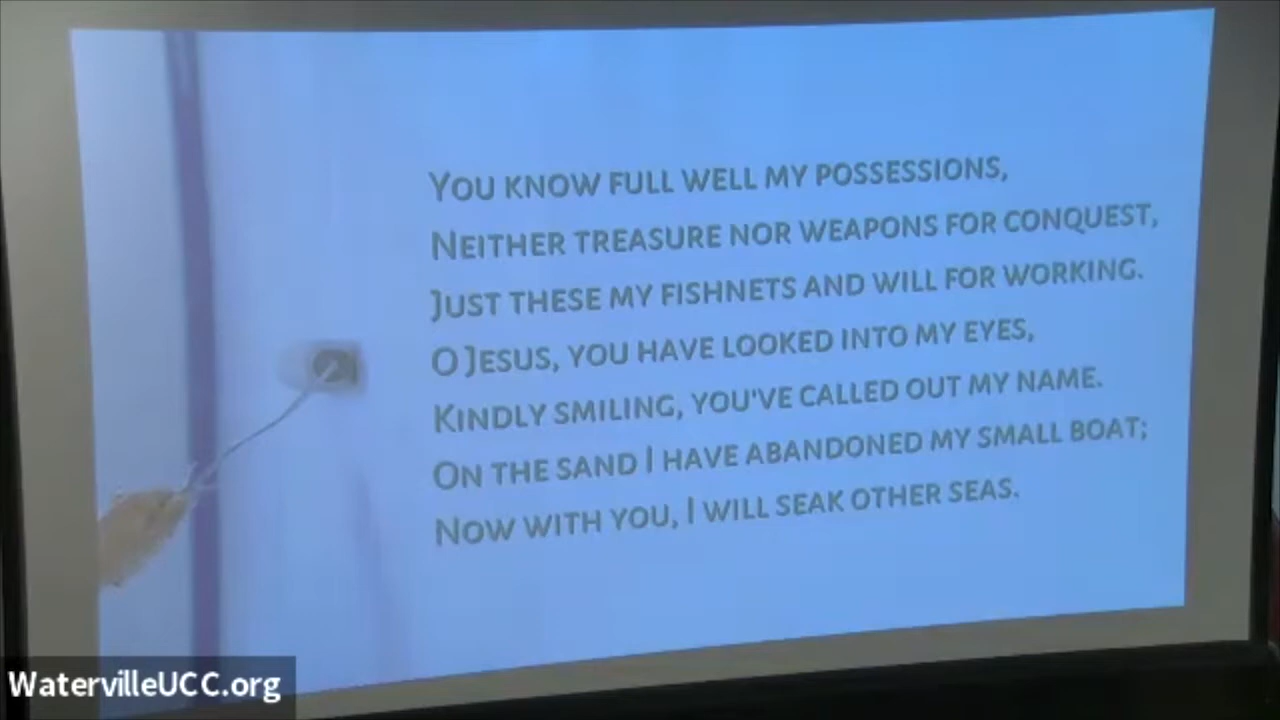 You know full well my possessions,
Neither treasure nor weapons for conquest,
Just these my fishnets and will for working.
O Jesus, you have looked into my eyes,
Kindly smiling, you've called out my name.
On the sand I have abandoned my small boat;
Now with you, I will seak other seas.
WatervilleUCC.org